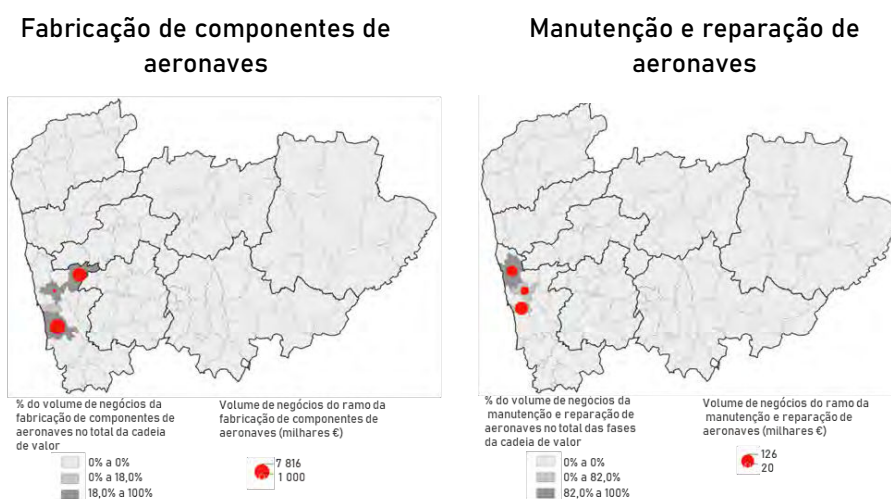 Fabricação de componentes de
aeronaves
% do volume de negócios da
fabricação de componentes de
aeronaves no total da cadeia
de valor
0% a 0%
0% a 18,0%
18,0% a 100%
Volume de negócios do ramo da
fabricação de componentes de
aeronaves (milhares €)
7 816
1 000
Manutenção e reparação de
aeronaves
% do volume de negócios da
manutenção e reparação de
aeronaves no total das fases
da cadeia de valor
0% a 0%
0% a 82,0%
82,0% a 100%
Volume de negócios do ramo da
manutenção e reparação de
aeronaves (milhares €)
126
20